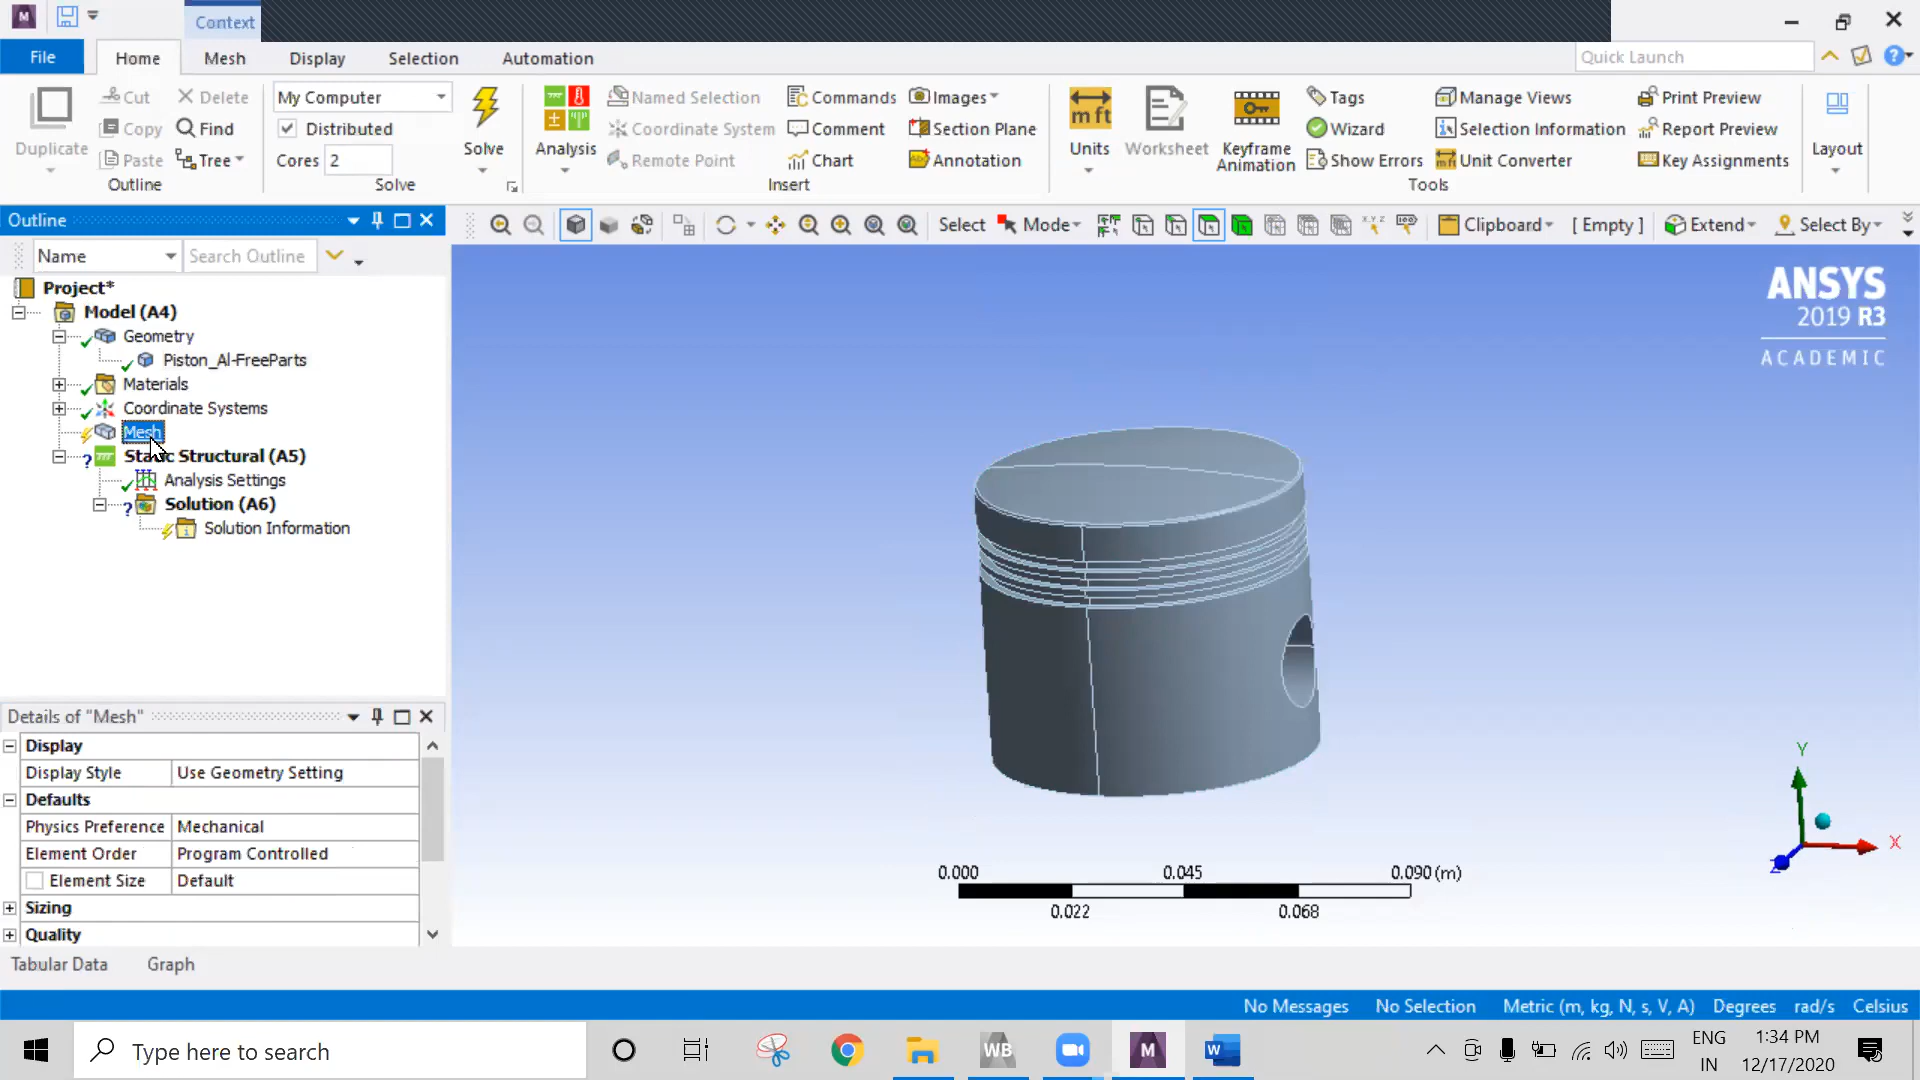 M
Context
File
Home
Mesh
Display
Selection
Automation
Quick Launch
Duplicate
Cut
Copy
Paste
Delete
Find
Tree
Outline
My Computer
Distributed
Cores 2
Solve
Solve
Analysis
Named Selection
Coordinate System
Remote Point
Commands
Comment
Chart
Images
Section Plane
Annotation
Insert
Units
Worksheet
Keyframe
Animation
Tags
Wizard
Show Errors
Manage Views
Selection Information
Unit Converter
Print Preview
Report Preview
Key Assignments
Tools
Layout
Outline
Name
Search Outline
Select
Mode
Clipboard
[ Empty ]
Extend
Select By
Project*
Model (A4)
Geometry
Piston_Al-FreeParts
Materials
Coordinate Systems
Mesh
Static Structural (A5)
Analysis Settings
Solution (A6)
Solution Information
ANSYS
2019 R3
ACADEMIC
Details of "Mesh"
Display
Display Style Use Geometry Setting
Defaults
Physics Preference Mechanical
Element Order Program Controlled
Element Size Default
Sizing
Quality
0.000 0.045 0.090 (m)
0.022 0.068
Y
X
Z
Tabular Data Graph
No Messages No Selection Metric (m, kg, N, s, V, A) Degrees rad/s Celsius
Type here to search
WB
M
W
ENG
IN
1:34 PM
12/17/2020